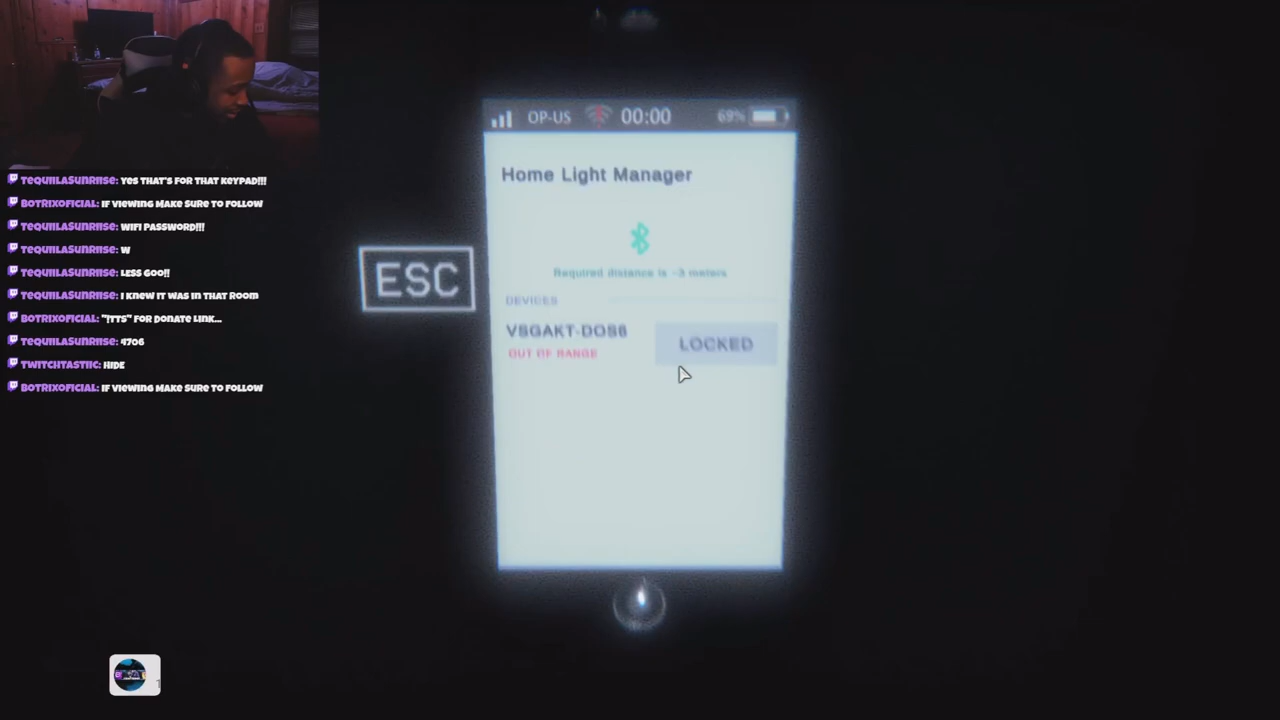 TequilaSunriise: Yes that's for that keypad!!!
BotrixOficial: If viewing make sure to follow
TequilaSunriise: Wifi password!!!
TequilaSunriise: W
TequilaSunriise: Less goo!!
TequilaSunriise: I knew it was in that room
BotrixOficial: "!tts" for donate link...
TequilaSunriise: 4706
Twitchtastiic: Hide
BotrixOficial: If viewing make sure to follow
OP-US 00:00 69%
Home Light Manager
ESC
Required distance is ~3 meters
DEVICES
VSGAKT-DOS6
LOCKED
OUT OF RANGE